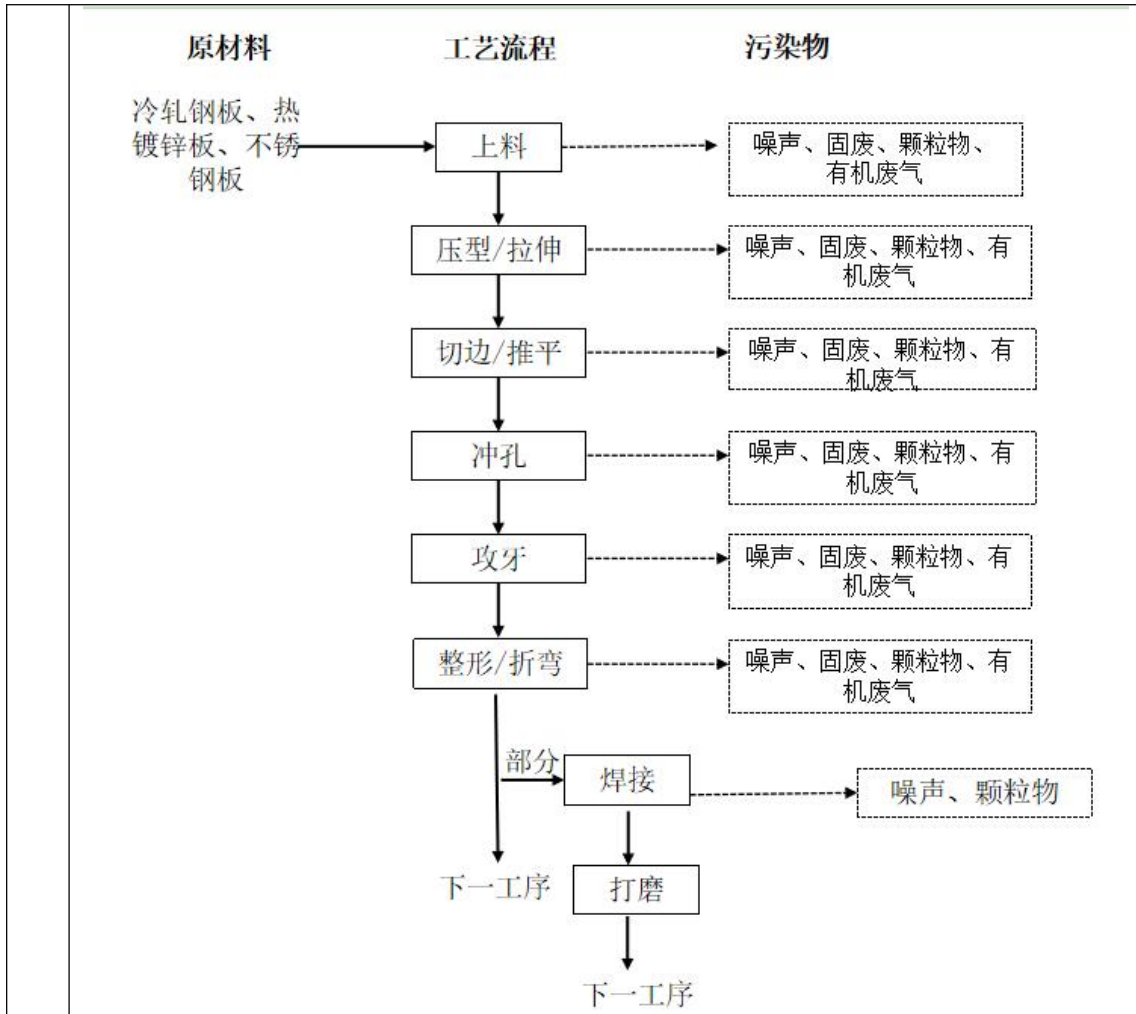 原材料
工艺流程
污染物
冷轧钢板、热
镀锌板、不锈
钢板
上料
噪声、固废、颗粒物、
有机废气
压型/拉伸
噪声、固废、颗粒物、有
机废气
切边/推平
噪声、固废、颗粒物、有
机废气
冲孔
噪声、固废、颗粒物、有
机废气
攻牙
噪声、固废、颗粒物、有
机废气
整形/折弯
噪声、固废、颗粒物、有
机废气
部分
焊接
噪声、颗粒物
下一工序
打磨
下一工序